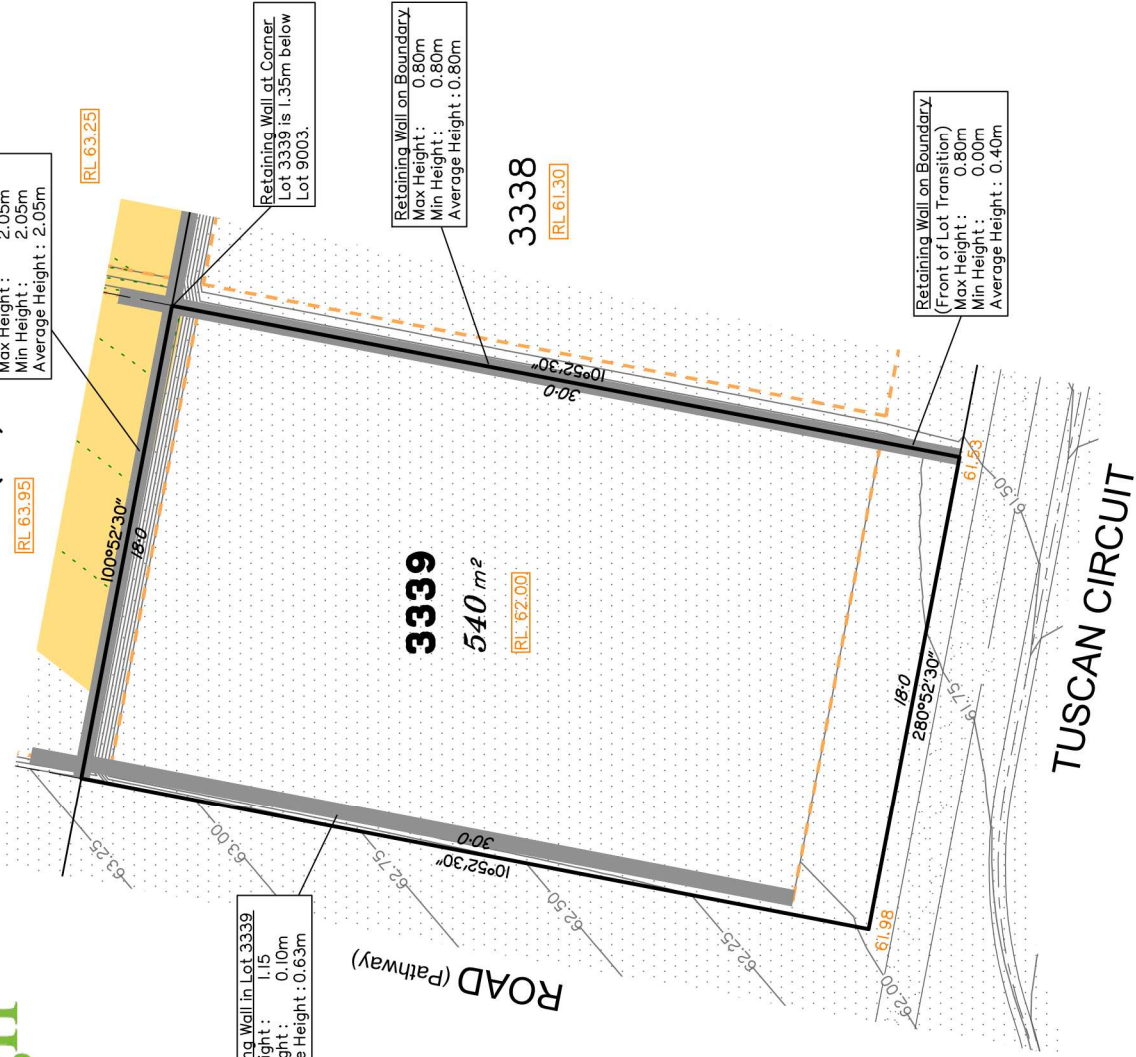 Max Height : 2.05m
Min Height : 2.05m
Average Height : 2.05m
RL 63.25
RL 63.95
Retaining Wall at Corner
Lot 3339 is 1.35m below
Lot 9003.
Retaining Wall on Boundary
Max Height : 0.80m
Min Height : 0.80m
Average Height : 0.80m
3338
RL 61.30
100°52'30"
18·0
10°52'30"
30·0
3339
540 m²
RL 62.00
Retaining Wall on Boundary
(Front of Lot Transition)
Max Height : 0.80m
Min Height : 0.00m
Average Height : 0.40m
ng Wall in Lot 3339
ight : 1.15
ght : 0.10m
e Height : 0.63m
30·0
10°52'30"
63.25
63.00
62.75
62.50
62.25
62.00
ROAD (Pathway)
61.98
61.53
61.50
61.75
18·0
280°52'30"
TUSCAN CIRCUIT